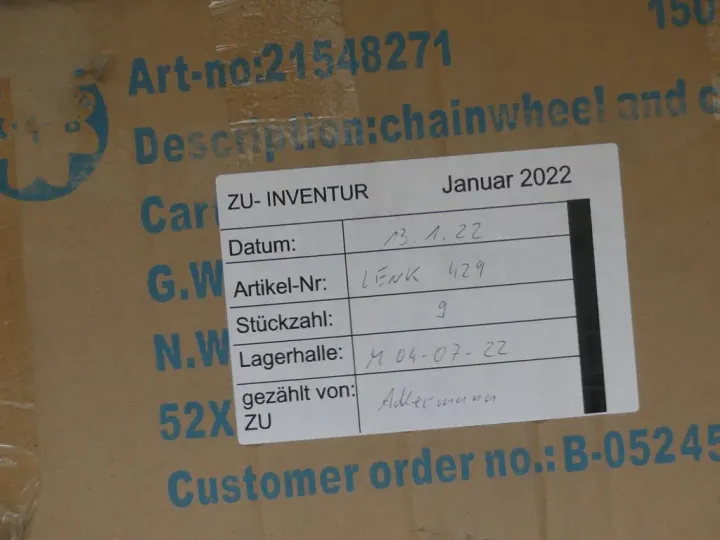 150
Art-no:21548271
Description:chainwheel and c
ZU- INVENTUR Januar 2022
Datum: 13.1.22
Artikel-Nr: LENK 429
Stückzahl: 9
Lagerhalle: M 04-07-22
gezählt von: Ackermann
ZU
Car
G.W
N.W
52X
Customer order no.: B-05245